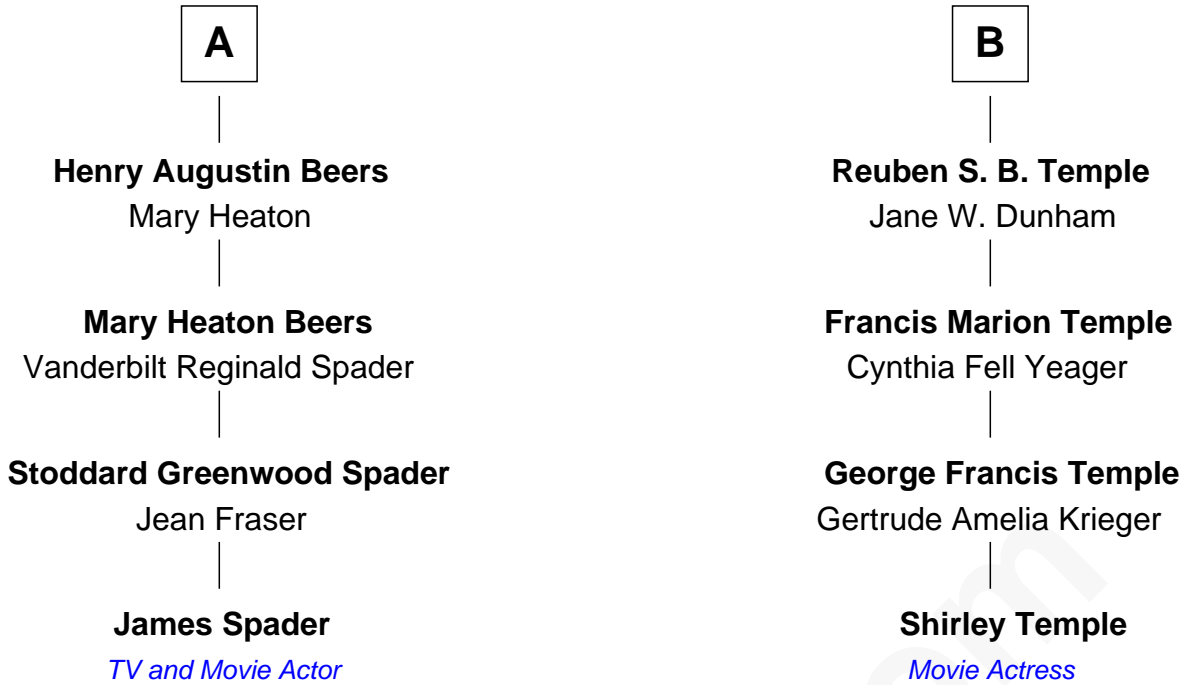 A
Henry Augustin Beers
Mary Heaton
Mary Heaton Beers
Vanderbilt Reginald Spader
Stoddard Greenwood Spader
Jean Fraser
James Spader
TV and Movie Actor
B
Reuben S. B. Temple
Jane W. Dunham
Francis Marion Temple
Cynthia Fell Yeager
George Francis Temple
Gertrude Amelia Krieger
Shirley Temple
Movie Actress